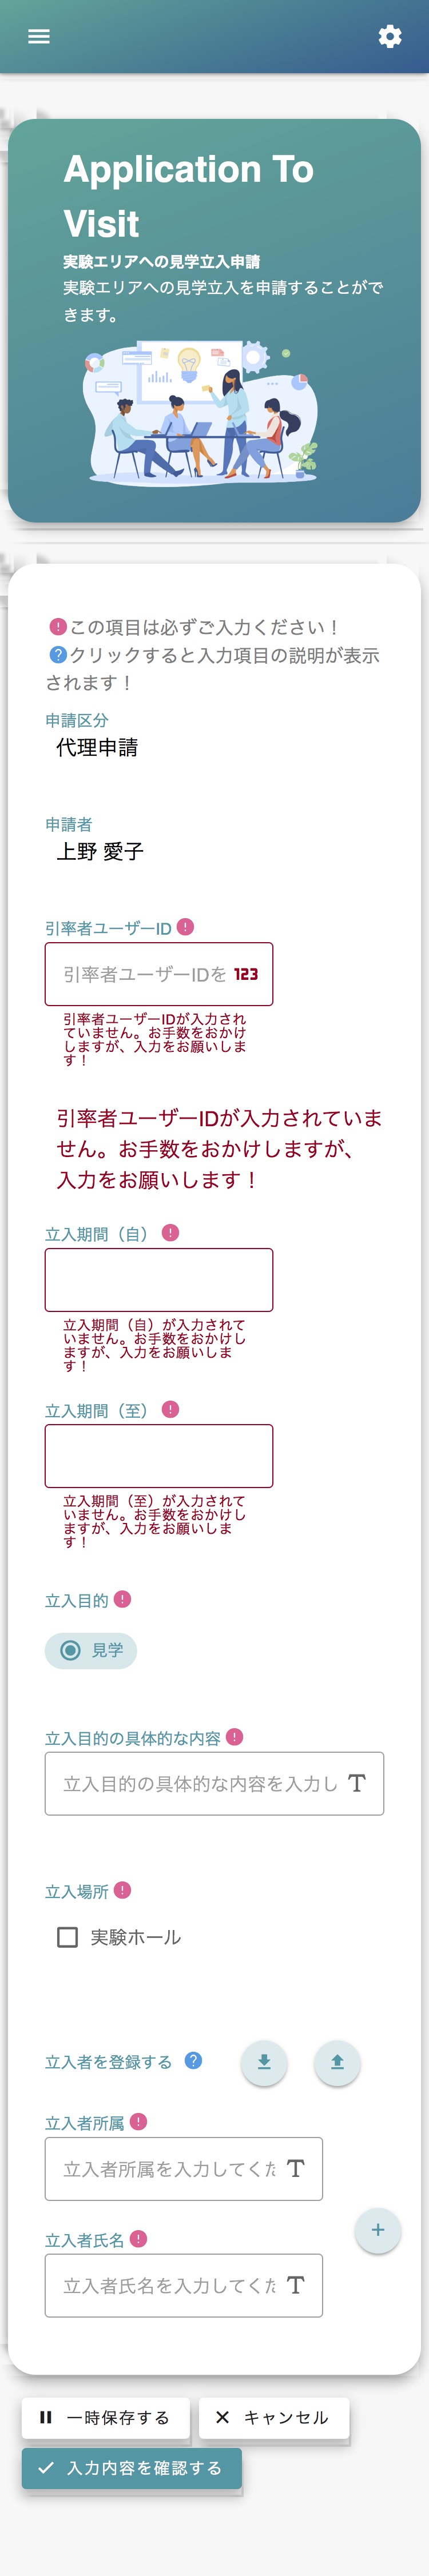 Application To
Visit
実験エリアへの見学立入申請
実験エリアへの見学立入を申請することがで
きます。
この項目は必ずご入力ください！
クリックすると入力項目の説明が表示
されます！
申請区分
代理申請
申請者
上野 愛子
引率者ユーザーID
引率者ユーザーIDを 123
引率者ユーザーIDが入力され
ていません。お手数をおかけ
しますが、入力をお願いしま
す！
引率者ユーザーIDが入力されていま
せん。お手数をおかけしますが、
入力をお願いします！
立入期間（自）
立入期間（自）が入力されて
いません。お手数をおかけし
ますが、入力をお願いしま
す！
立入期間（至）
立入期間（至）が入力されて
いません。お手数をおかけし
ますが、入力をお願いしま
す！
立入目的
見学
立入目的の具体的な内容
立入目的の具体的な内容を入力し
立入場所
実験ホール
立入者を登録する
立入者所属
立入者所属を入力してくだ
立入者氏名
立入者氏名を入力してくだ
一時保存する
キャンセル
入力内容を確認する